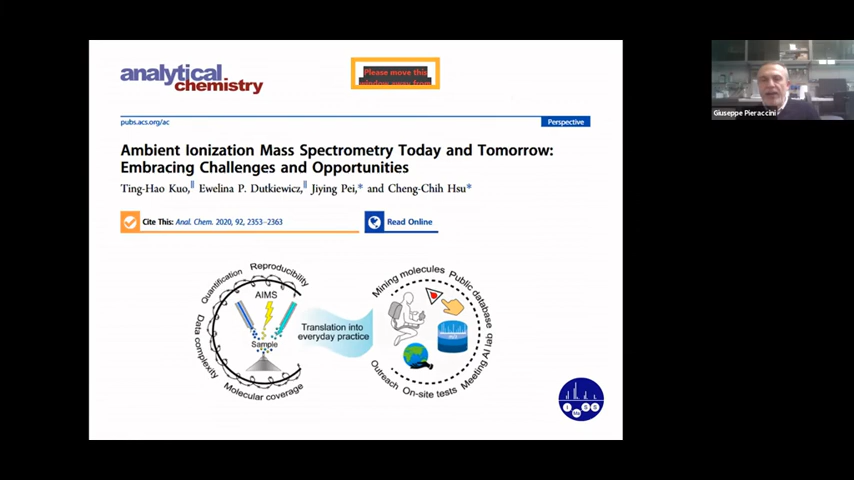 analytical
chemistry
Please move this
window away from
Giuseppe Pieraccini
pubs.acs.org/ac
Perspective
Ambient Ionization Mass Spectrometry Today and Tomorrow:
Embracing Challenges and Opportunities
Ting-Hao Kuo,|| Ewelina P. Dutkiewicz,|| Jiying Pei,* and Cheng-Chih Hsu*
Cite This: Anal. Chem. 2020, 92, 2353−2363
Read Online
Quantification
Reproducibility
Data complexity
Molecular coverage
AIMS
Sample
Translation into
everyday practice
Mining molecules
Public database
Meeting AI lab
On-site tests
Outreach
I M S S